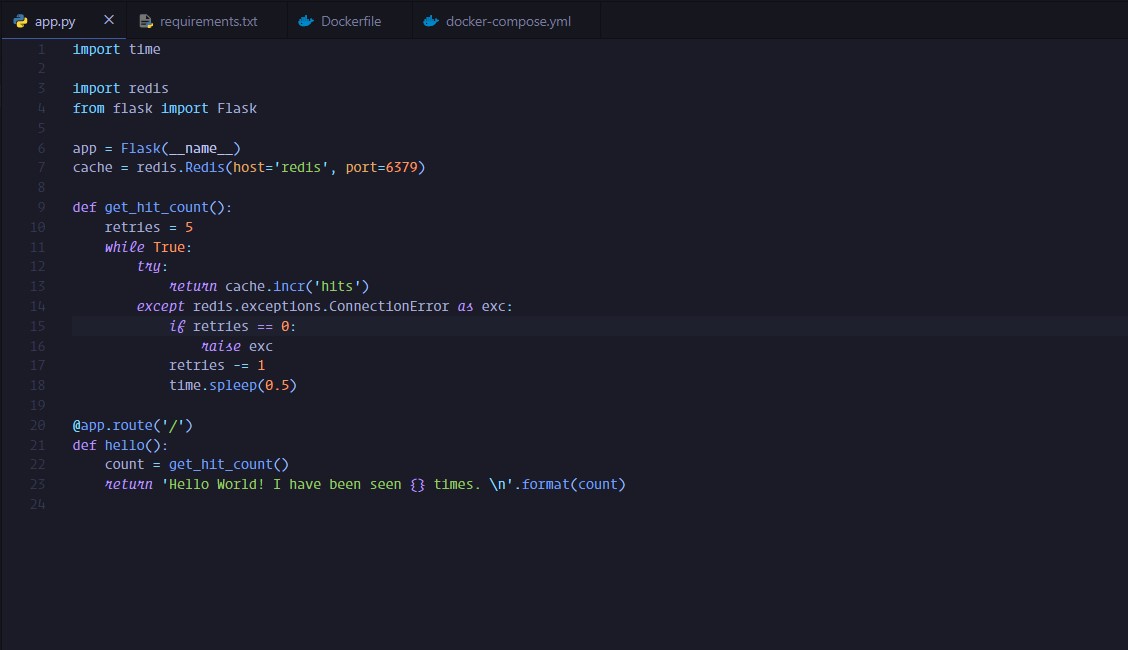 app.py × requirements.txt Dockerfile docker-compose.yml
1 import time
2
3 import redis
4 from flask import Flask
5
6 app = Flask(__name__)
7 cache = redis.Redis(host='redis', port=6379)
8
9 def get_hit_count():
10     retries = 5
11     while True:
12         try:
13             return cache.incr('hits')
14         except redis.exceptions.ConnectionError as exc:
15             if retries == 0:
16                 raise exc
17             retries -= 1
18             time.spleep(0.5)
19
20 @app.route('/')
21 def hello():
22     count = get_hit_count()
23     return 'Hello World! I have been seen {} times. \n'.format(count)
24